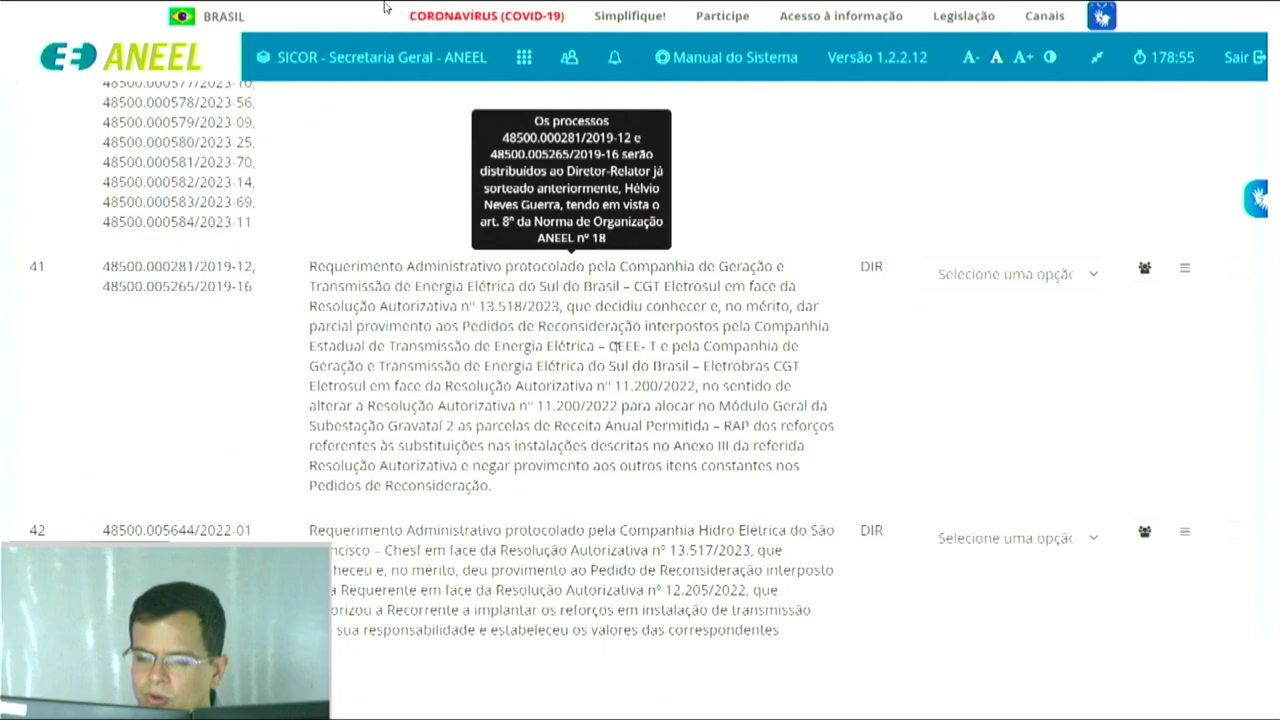 BRASIL
CORONAVÍRUS (COVID-19)
Simplifique!
Participe
Acesso à informação
Legislação
Canais
ANEEL
SICOR - Secretaria Geral - ANEEL
Manual do Sistema
Versão 1.2.2.12
A- A A+
178:55
Sair
48500.000577/2023-10,
48500.000578/2023-56,
48500.000579/2023-09,
48500.000580/2023-25,
48500.000581/2023-70,
48500.000582/2023-14,
48500.000583/2023-69,
48500.000584/2023-11
Os processos
48500.000281/2019-12 e
48500.005265/2019-16 serão
distribuídos ao Diretor-Relator já
sorteado anteriormente, Hélvio
Neves Guerra, tendo em vista o
art. 8º da Norma de Organização
ANEEL nº 18
41
48500.000281/2019-12,
48500.005265/2019-16
Requerimento Administrativo protocolado pela Companhia de Geração e
Transmissão de Energia Elétrica do Sul do Brasil – CGT Eletrosul em face da
Resolução Autorizativa nº 13.518/2023, que decidiu conhecer e, no mérito, dar
parcial provimento aos Pedidos de Reconsideração interpostos pela Companhia
Estadual de Transmissão de Energia Elétrica – CEEE- T e pela Companhia de
Geração e Transmissão de Energia Elétrica do Sul do Brasil – Eletrobras CGT
Eletrosul em face da Resolução Autorizativa nº 11.200/2022, no sentido de
alterar a Resolução Autorizativa nº 11.200/2022 para alocar no Módulo Geral da
Subestação Gravataí 2 as parcelas de Receita Anual Permitida – RAP dos reforços
referentes às substituições nas instalações descritas no Anexo III da referida
Resolução Autorizativa e negar provimento aos outros itens constantes nos
Pedidos de Reconsideração.
DIR
Selecione uma opçã
42
48500.005644/2022-01
Requerimento Administrativo protocolado pela Companhia Hidro Elétrica do São
ncisco – Chesf em face da Resolução Autorizativa nº 13.517/2023, que
heceu e, no mérito, deu provimento ao Pedido de Reconsideração interposto
a Requerente em face da Resolução Autorizativa nº 12.205/2022, que
orizou a Recorrente a implantar os reforços em instalação de transmissão
sua responsabilidade e estabeleceu os valores das correspondentes
DIR
Selecione uma opçã